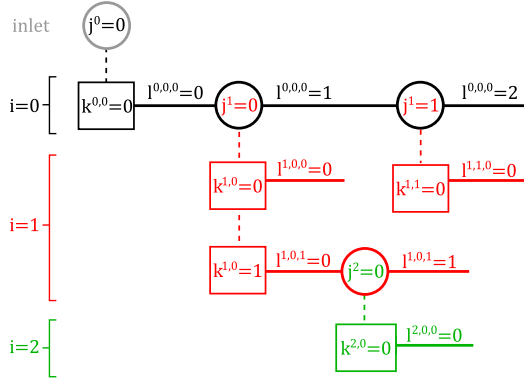 inlet j⁰=0
l⁰,⁰,⁰=0 l⁰,⁰,⁰=1 l⁰,⁰,⁰=2
i=0 k⁰,⁰=0 j¹=0 j¹=1
l¹,⁰,⁰=0 l¹,¹,⁰=0
k¹,⁰=0 k¹,¹=0
i=1
l¹,⁰,¹=0 l¹,⁰,¹=1
k¹,⁰=1 j²=0
l²,⁰,⁰=0
i=2 k²,⁰=0